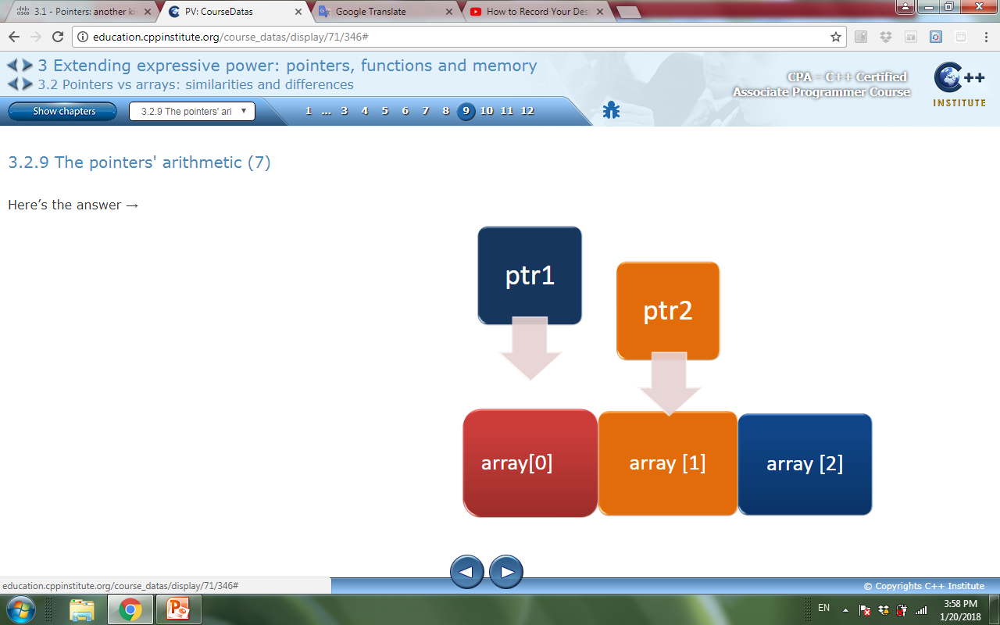 3.1 - Pointers: another ki
PV: CourseDatas
Google Translate
How to Record Your Des
education.cppinstitute.org/course_datas/display/71/346#
3 Extending expressive power: pointers, functions and memory
3.2 Pointers vs arrays: similarities and differences
CPA – C++ Certified
Associate Programmer Course
C++
INSTITUTE
Show chapters
3.2.9 The pointers' ari
1 ... 3 4 5 6 7 8 9 10 11 12
3.2.9 The pointers' arithmetic (7)
Here’s the answer →
ptr1
ptr2
array[0]
array [1]
array [2]
education.cppinstitute.org/course_datas/display/71/346#
© Copyrights C++ Institute
EN
3:58 PM
1/20/2018